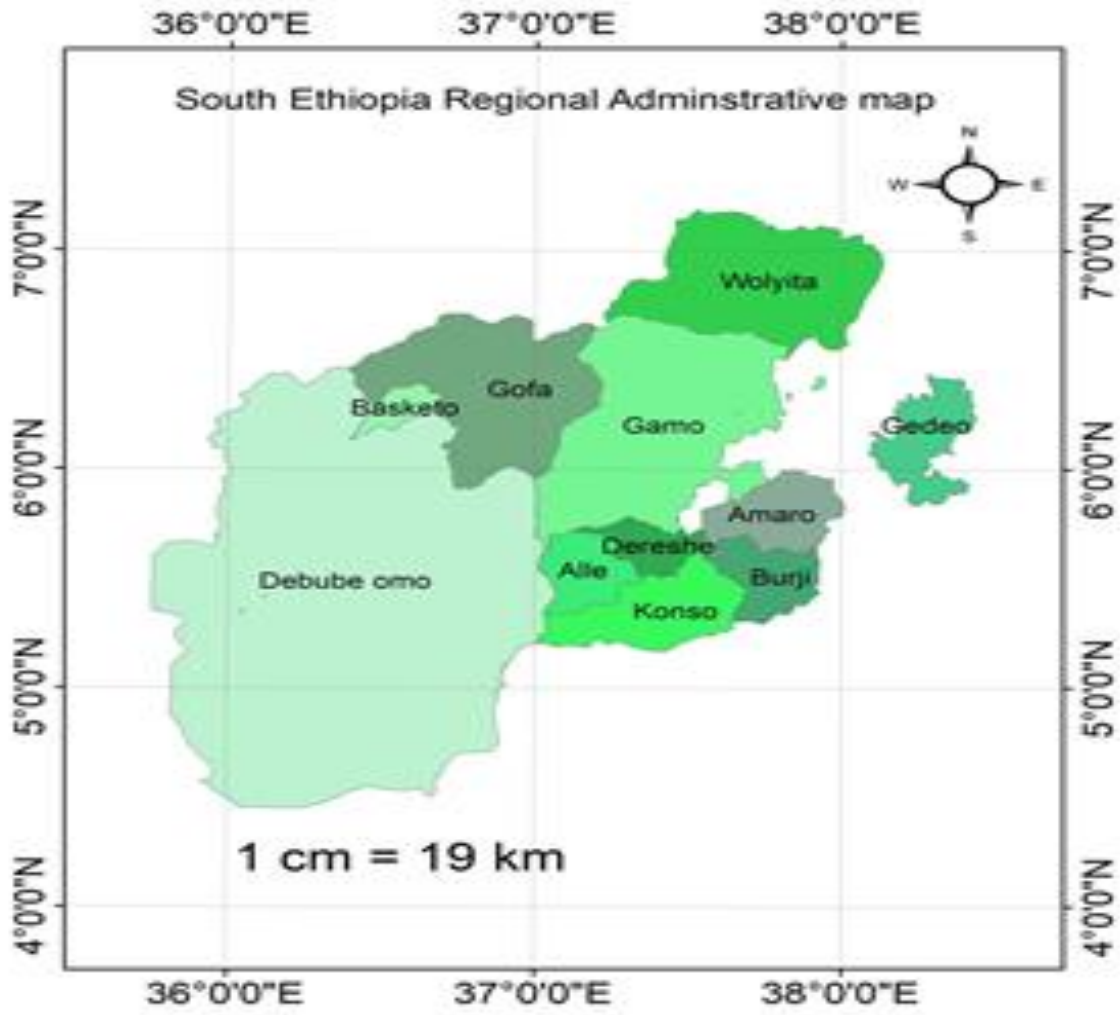 36°0'0"E 37°0'0"E 38°0'0"E
South Ethiopia Regional Adminstrative map
N
W E
S
7°0'0"N 7°0'0"N
Wolyita
Gofa
Basketo
Gamo
Gedeo
6°0'0"N 6°0'0"N
Amaro
Dereshe
Alle
Burji
Debube omo
Konso
5°0'0"N 5°0'0"N
1 cm = 19 km
4°0'0"N 4°0'0"N
36°0'0"E 37°0'0"E 38°0'0"E